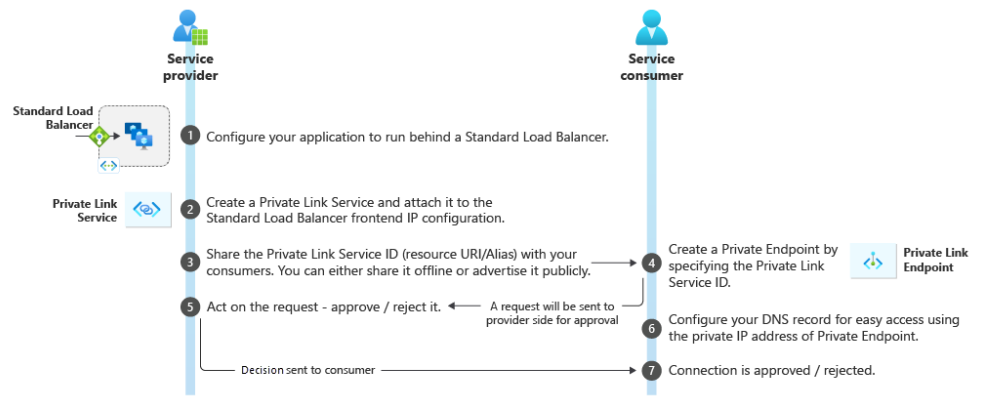 Service
provider
Service
consumer
Standard Load
Balancer
1
Configure your application to run behind a Standard Load Balancer.
Private Link
Service
2
Create a Private Link Service and attach it to the
Standard Load Balancer frontend IP configuration.
3
Share the Private Link Service ID (resource URI/Alias) with your
consumers. You can either share it offline or advertise it publicly.
4
Create a Private Endpoint by
specifying the Private Link
Service ID.
Private Link
Endpoint
5
Act on the request - approve / reject it.
A request will be sent to
provider side for approval
6
Configure your DNS record for easy access using
the private IP address of Private Endpoint.
Decision sent to consumer
7
Connection is approved / rejected.